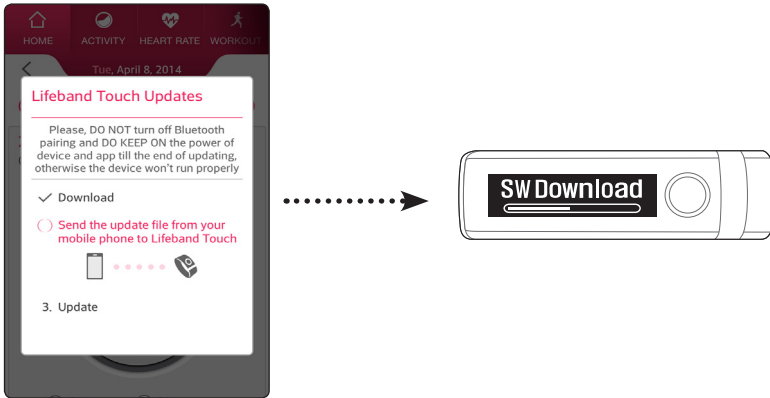 HOME ACTIVITY HEART RATE WORKOUT
Tue, April 8, 2014
Lifeband Touch Updates
Please, DO NOT turn off Bluetooth
pairing and DO KEEP ON the power of
device and app till the end of updating,
otherwise the device won't run properly
Download
Send the update file from your
mobile phone to Lifeband Touch
3. Update
SW Download